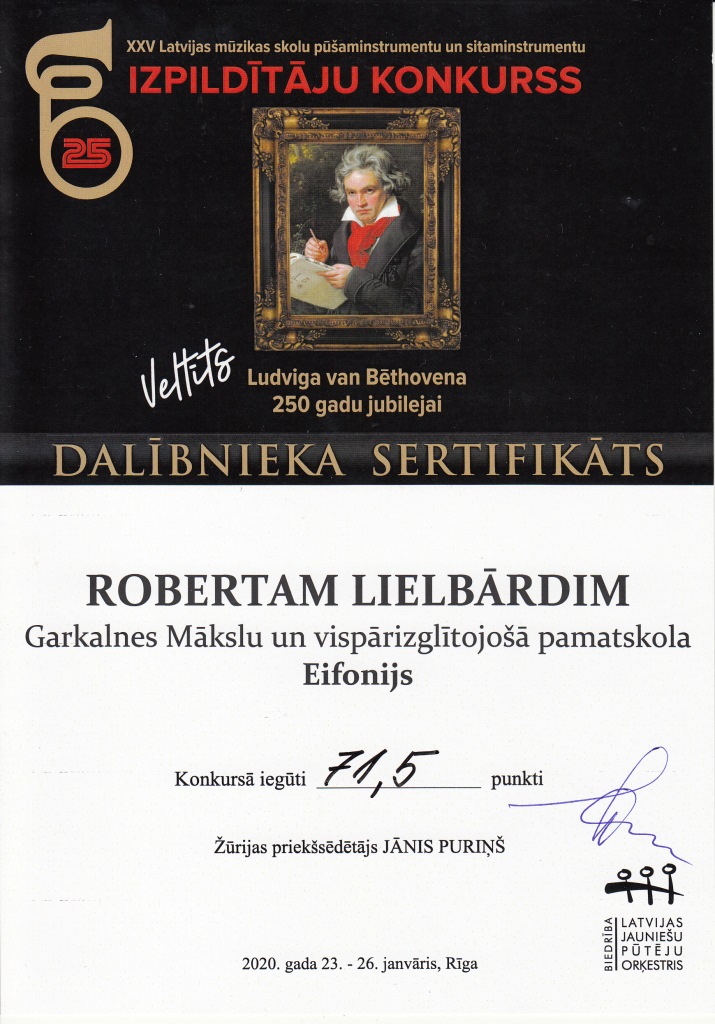 XXV Latvijas mūzikas skolu pūšaminstrumentu un sitaminstrumentu
IZPILDĪTĀJU KONKURSS
25
Veltīts
Ludviga van Bēthovena
250 gadu jubilejai
DALĪBNIEKA SERTIFIKĀTS
ROBERTAM LIELBĀRDIM
Garkalnes Mākslu un vispārizglītojošā pamatskola
Eifonijs
Konkursā iegūti 71,5 punkti
Žūrijas priekšsēdētājs JĀNIS PURIŅŠ
BIEDRĪBA
LATVIJAS
JAUNIEŠU
PŪTĒJU
ORĶESTRIS
2020. gada 23. - 26. janvāris, Rīga